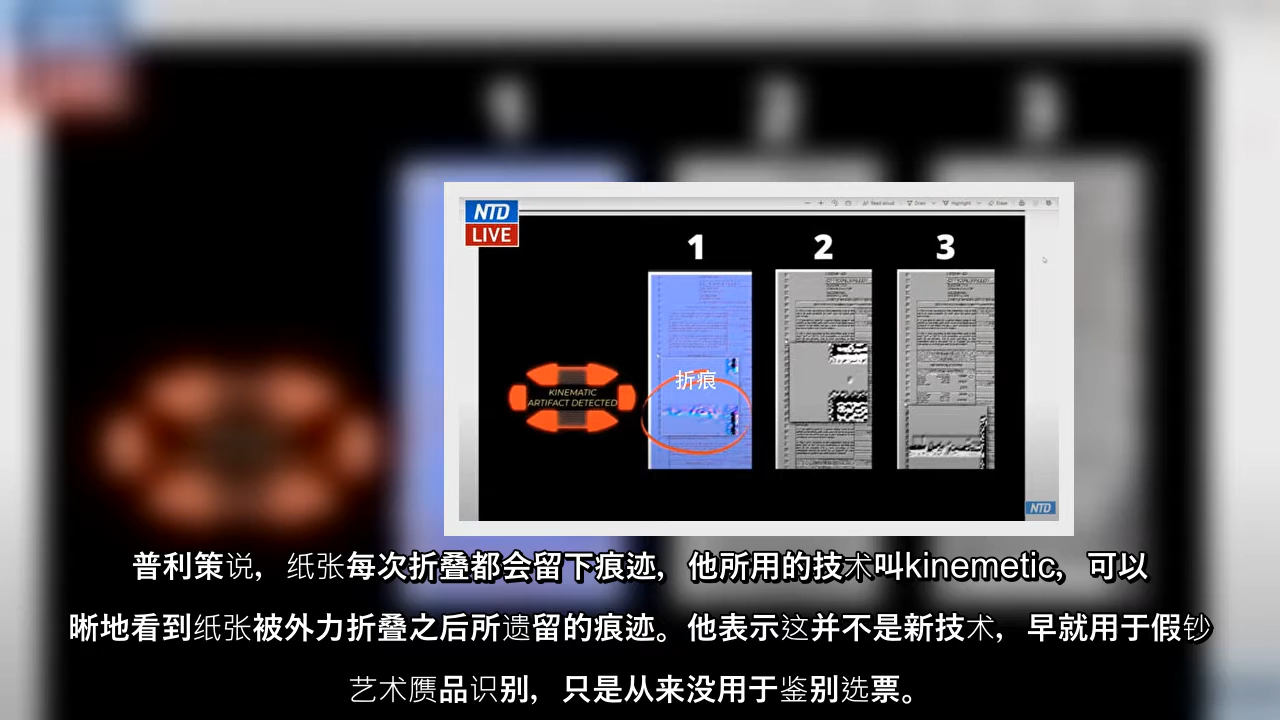 NTD
LIVE
Read aloud
Draw
Highlight
Erase
1
2
3
KINEMATIC
ARTIFACT DETECTED
折痕
NTD
普利策说，纸张每次折叠都会留下痕迹，他所用的技术叫kinemetic，可以
晰地看到纸张被外力折叠之后所遗留的痕迹。他表示这并不是新技术，早就用于假钞
艺术赝品识别，只是从来没用于鉴别选票。